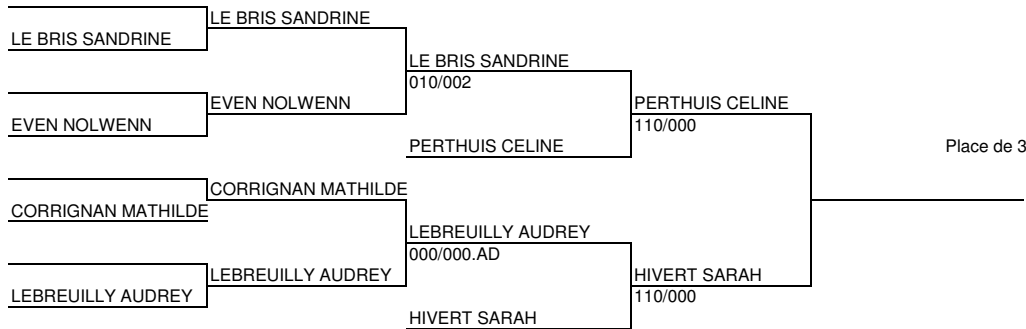 LE BRIS SANDRINE
LE BRIS SANDRINE
LE BRIS SANDRINE
010/002
EVEN NOLWENN
PERTHUIS CELINE
110/000
EVEN NOLWENN
PERTHUIS CELINE
Place de 3
CORRIGNAN MATHILDE
CORRIGNAN MATHILDE
LEBREUILLY AUDREY
000/000.AD
LEBREUILLY AUDREY
HIVERT SARAH
LEBREUILLY AUDREY
110/000
HIVERT SARAH